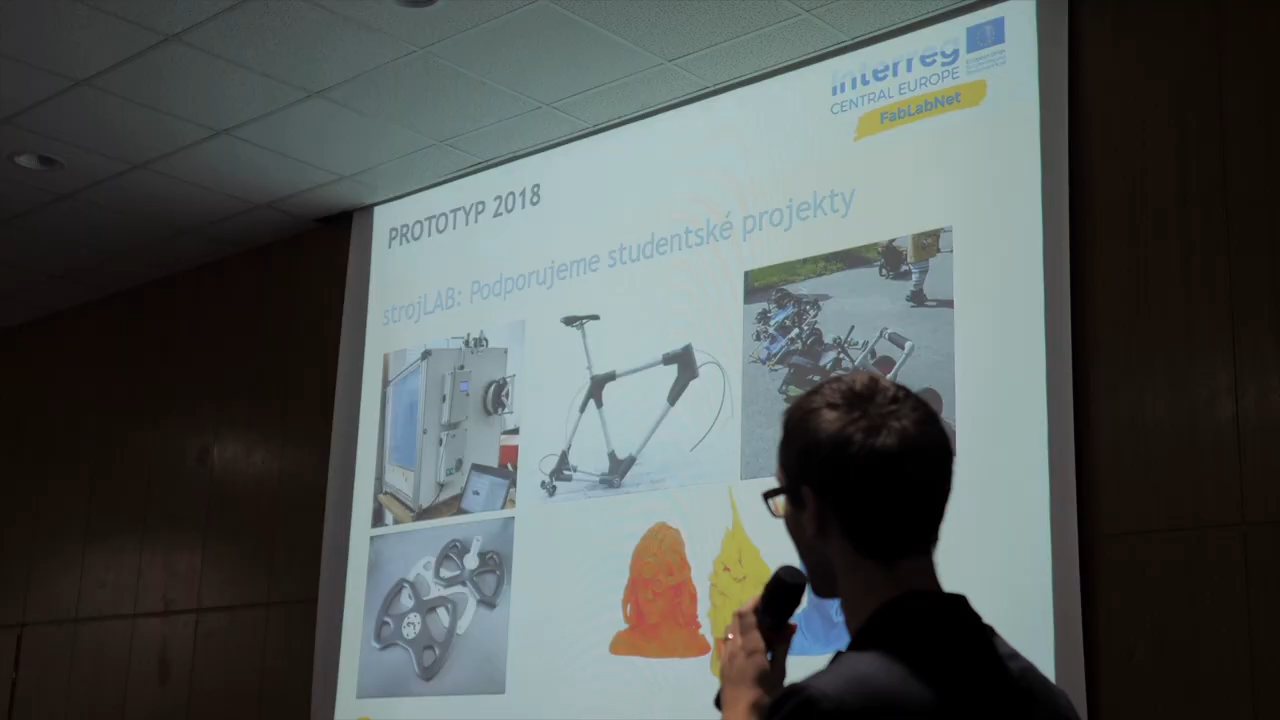 Interreg
CENTRAL EUROPE
FabLabNet
PROTOTYP 2018
strojLAB: Podporujeme studentské projekty